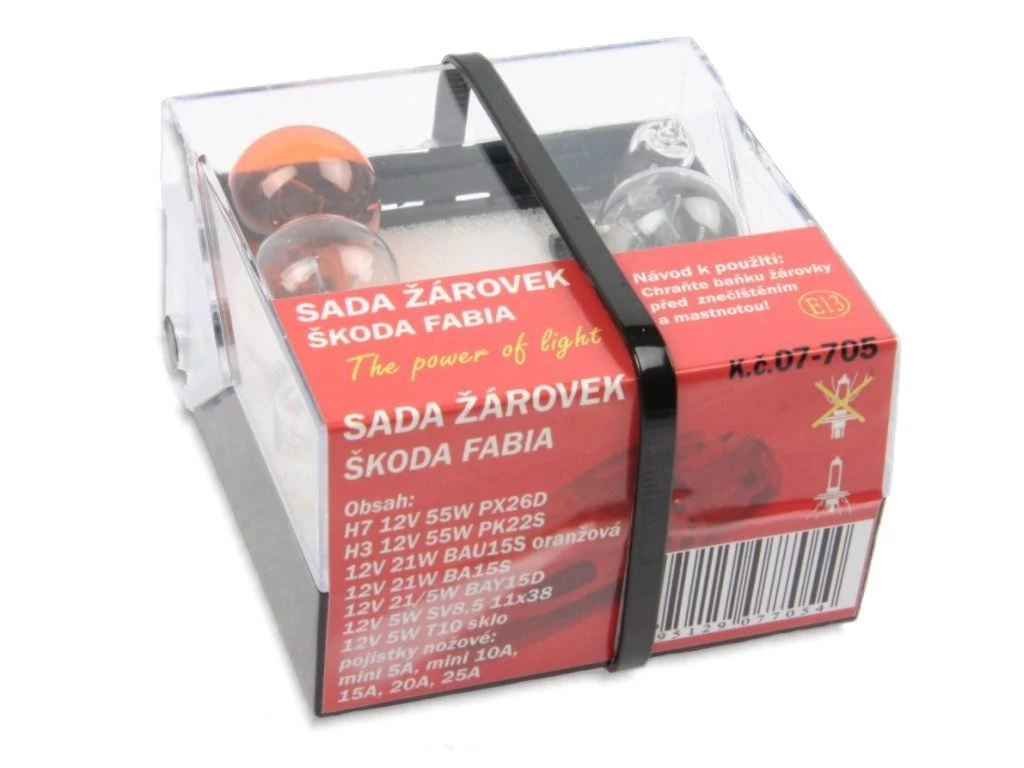 SADA ŽÁROVEK
ŠKODA FABIA
The power of light
Návod k použití:
Chraňte baňku žárovky
před znečištěním
a mastnotou!
E13
K.č.07-705
SADA ŽÁROVEK
ŠKODA FABIA
Obsah:
H7 12V 55W PX26D
H3 12V 55W PK22S
12V 21W BAU15S oranžová
12V 21W BA15S
12V 21/5W BAY15D
12V 5W SV8,5 11x38
12V 5W T10 sklo
pojistky nožové:
mini 5A, mini 10A,
15A, 20A, 25A
95129 077054